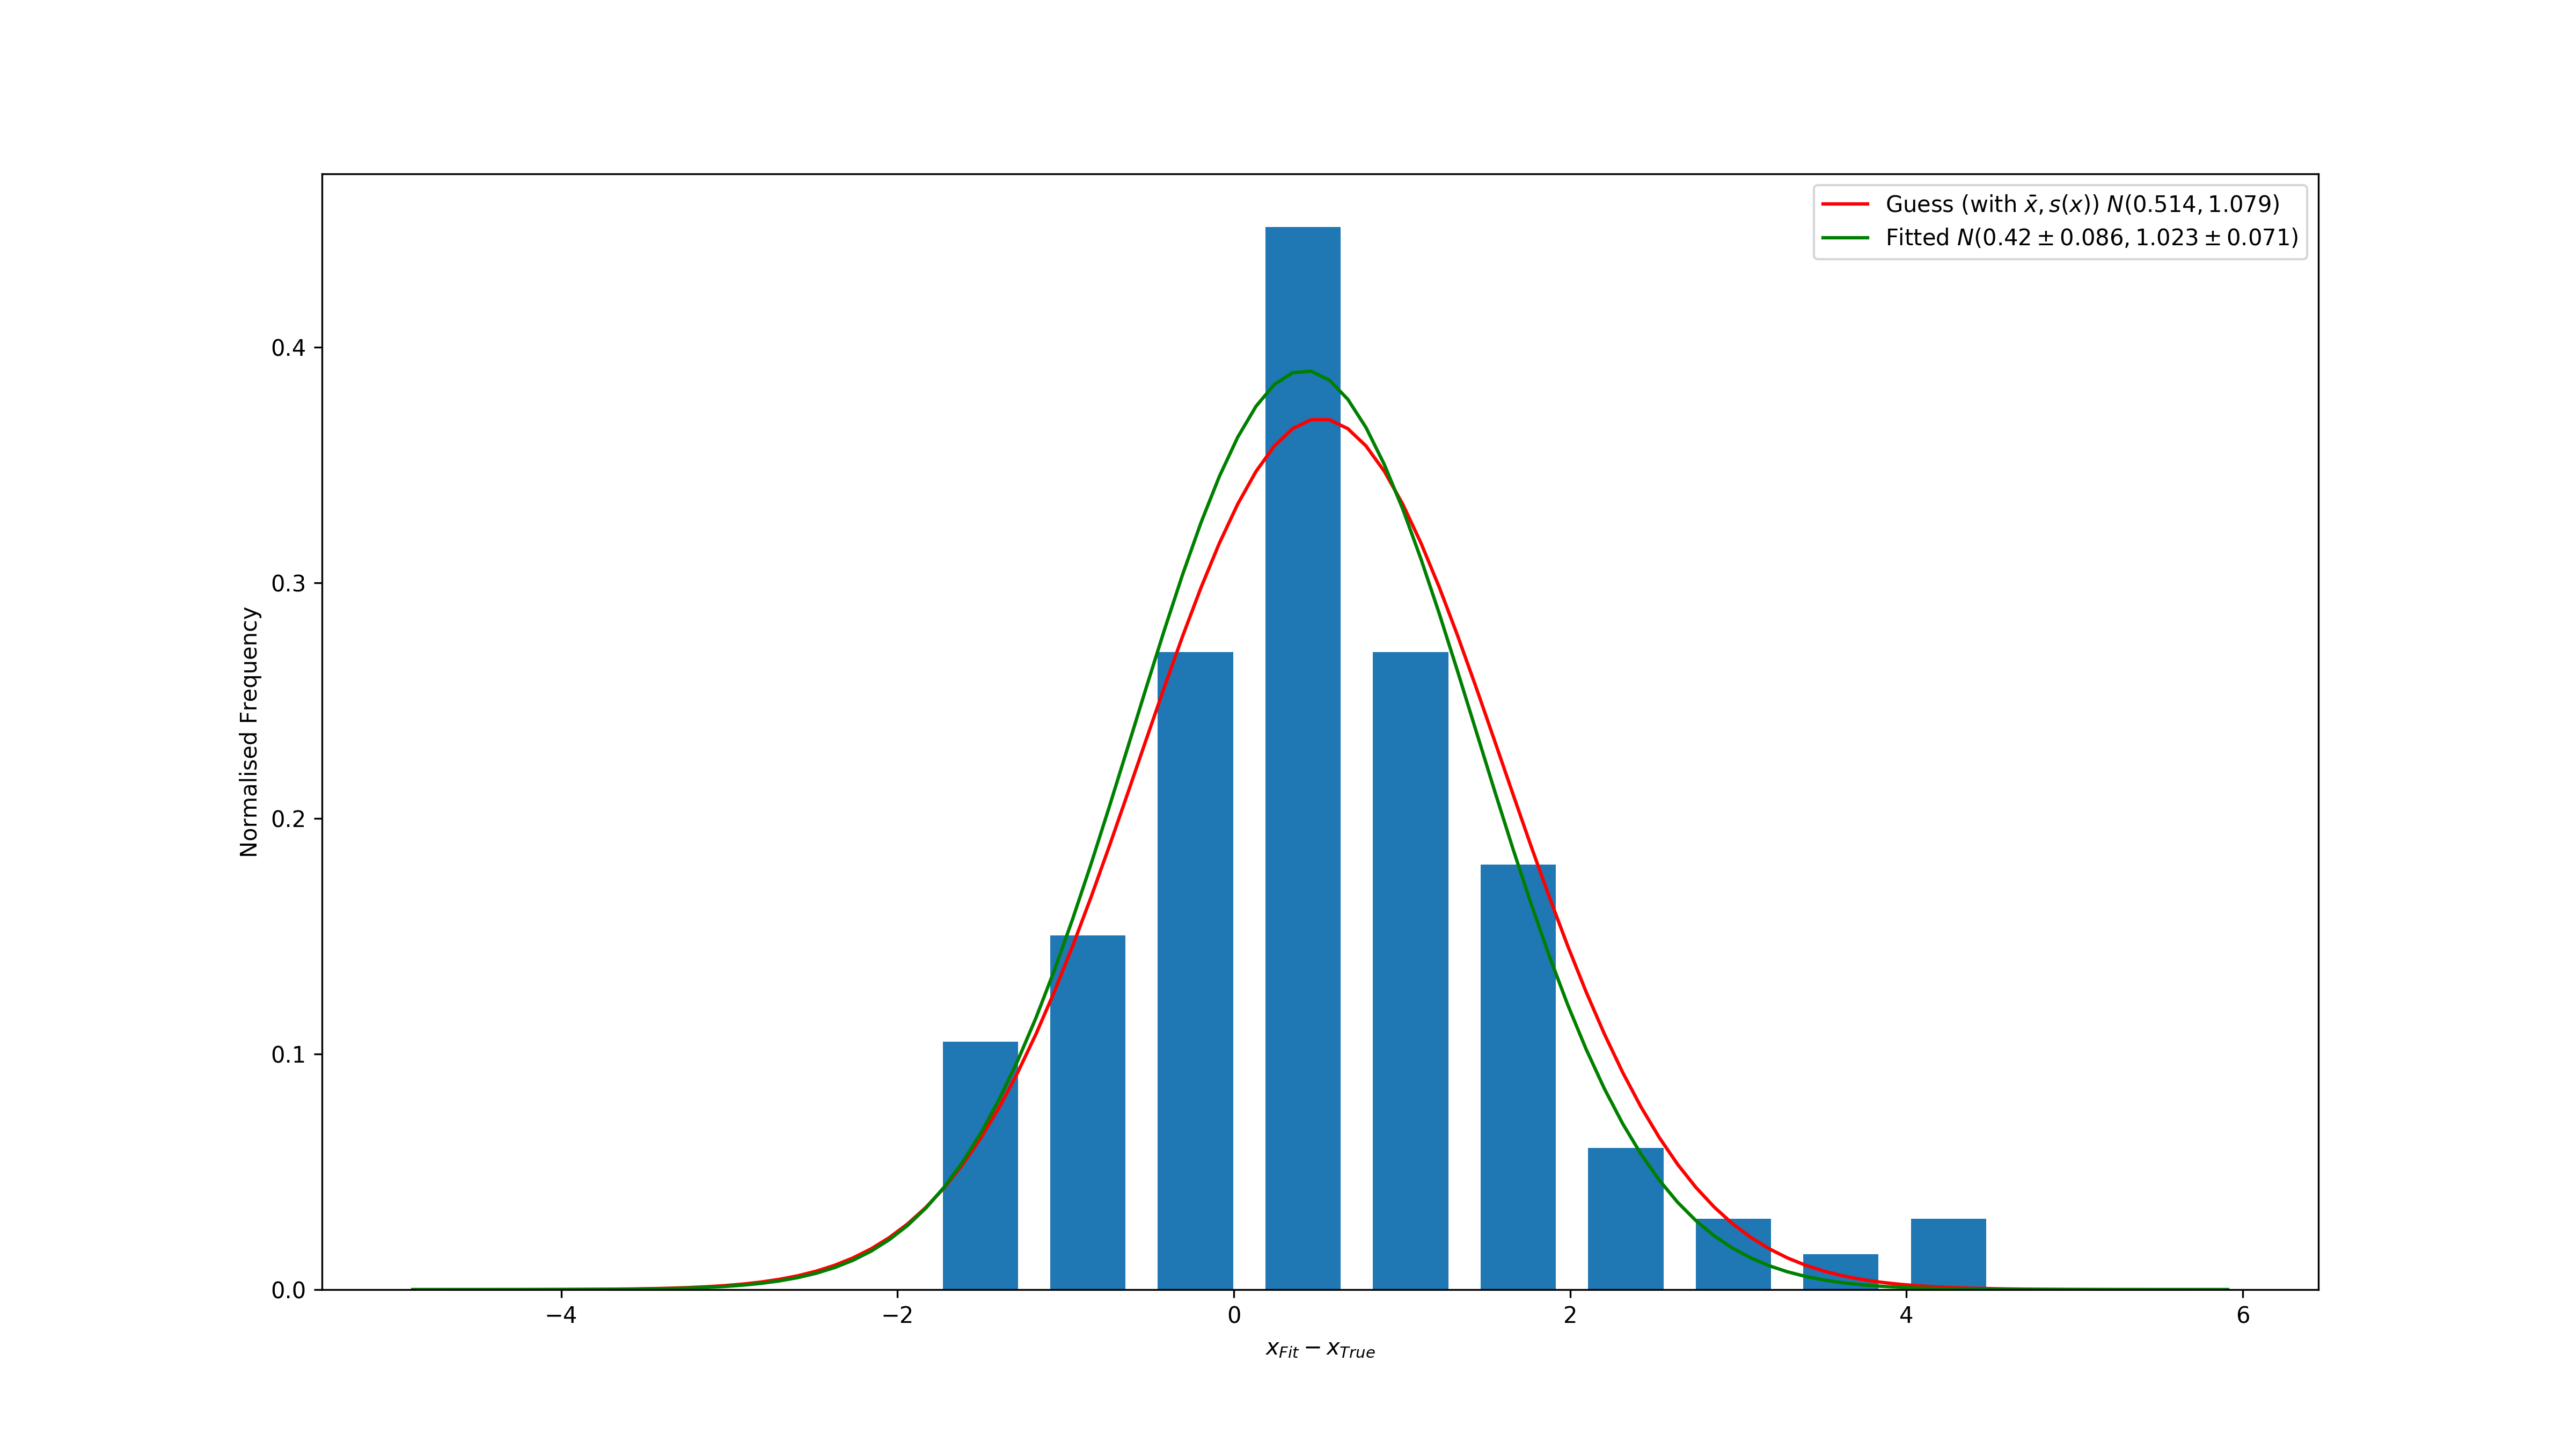 Guess (with x̄, s(x)) N(0.514, 1.079)
Fitted N(0.42 ± 0.086, 1.023 ± 0.071)
Normalised Frequency
0.4
0.3
0.2
0.1
0.0
−4 −2 0 2 4 6
x_Fit − x_True